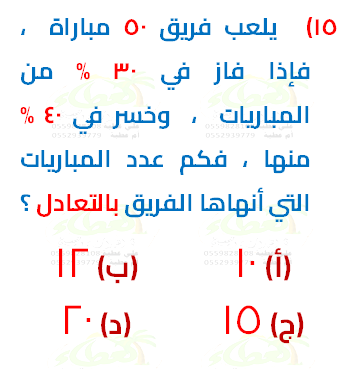 ١٥) يلعب فريق ٥٠ مباراة ،
فإذا فاز في ٣٠ % من
المباريات ، وخسر في ٤٠ %
منها ، فكم عدد المباريات
التي أنهاها الفريق بالتعادل ؟
(أ) ١٠ (ب) ١٢
(ج) ١٥ (د) ٢٠